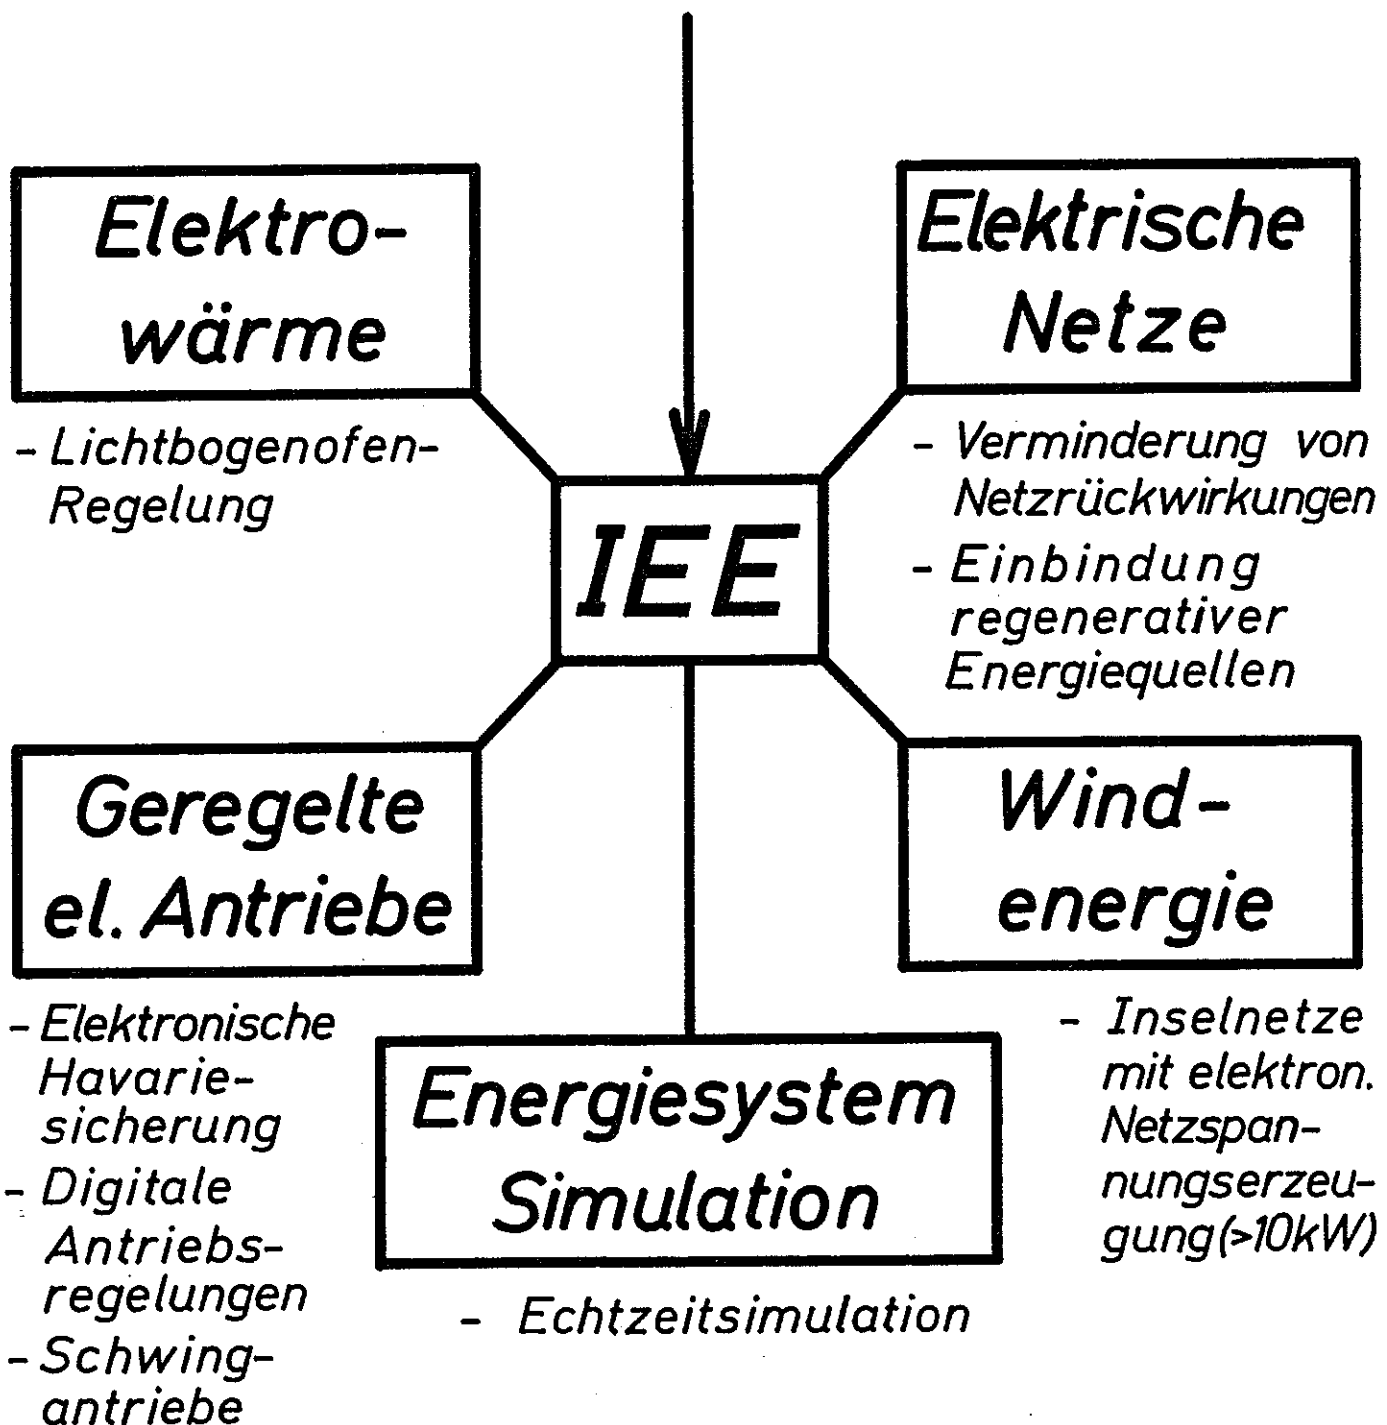 Elektro-
wärme
- Lichtbogenofen-
Regelung
Elektrische
Netze
- Verminderung von
Netzrückwirkungen
- Einbindung
regenerativer
Energiequellen
IEE
Geregelte
el. Antriebe
- Elektronische
Havarie-
sicherung
- Digitale
Antriebs-
regelungen
- Schwing-
antriebe
Energiesystem
Simulation
- Echtzeitsimulation
Wind-
energie
- Inselnetze
mit elektron.
Netzspan-
nungserzeu-
gung (>10kW)